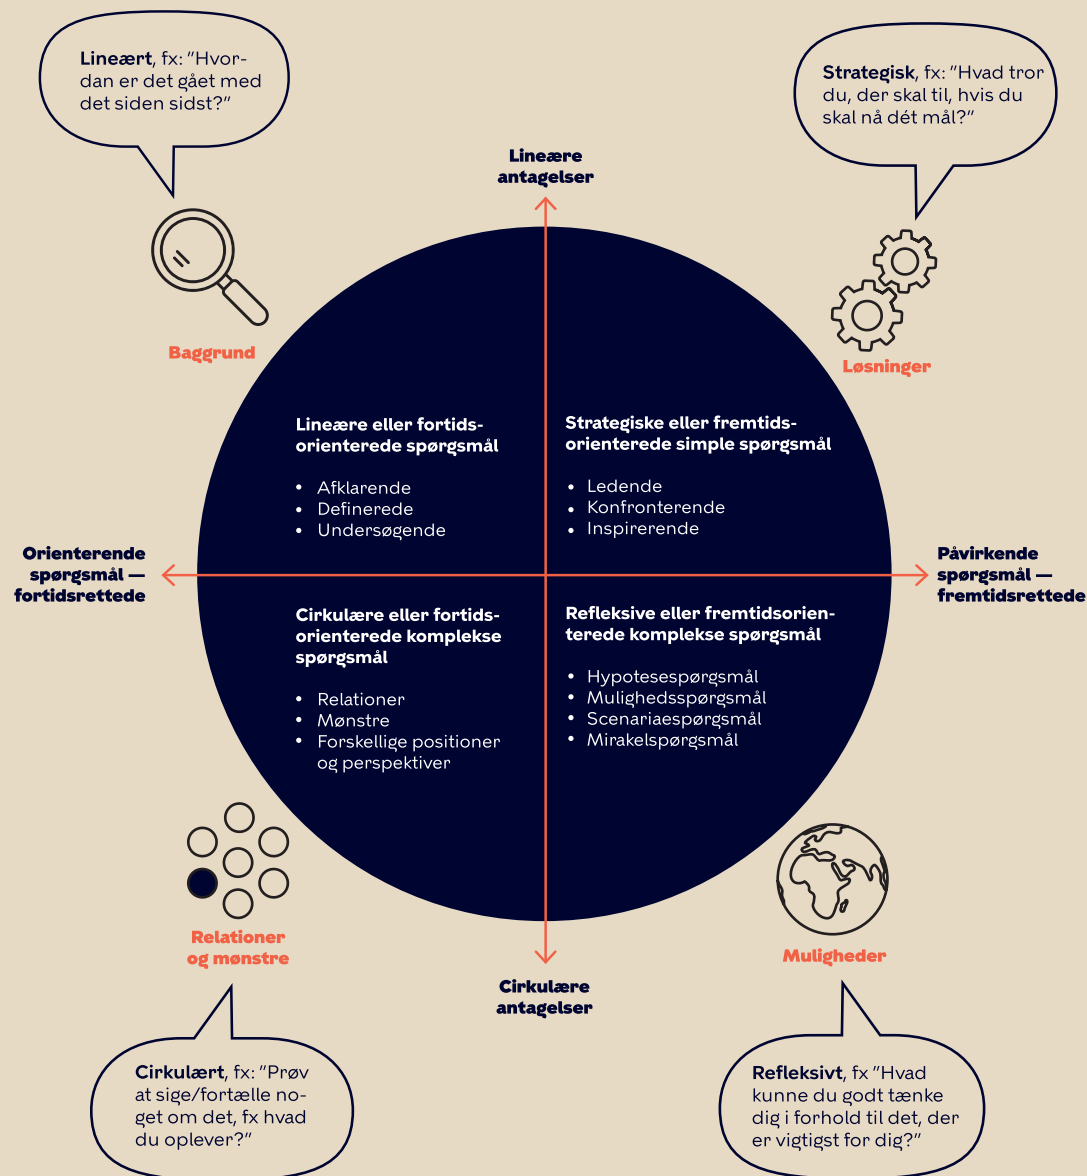 Lineært, fx: ”Hvor-
dan er det gået med
det siden sidst?”
Strategisk, fx: ”Hvad tror
du, der skal til, hvis du
skal nå dét mål?”
Lineære
antagelser
Baggrund
Løsninger
Lineære eller fortids-
orienterede spørgsmål
• Afklarende
• Definerede
• Undersøgende
Strategiske eller fremtids-
orienterede simple spørgsmål
• Ledende
• Konfronterende
• Inspirerende
Orienterende
spørgsmål —
fortidsrettede
Påvirkende
spørgsmål —
fremtidsrettede
Cirkulære eller fortids-
orienterede komplekse
spørgsmål
• Relationer
• Mønstre
• Forskellige positioner
og perspektiver
Refleksive eller fremtidsorien-
terede komplekse spørgsmål
• Hypotesespørgsmål
• Mulighedsspørgsmål
• Scenariaespørgsmål
• Mirakelspørgsmål
Relationer
og mønstre
Muligheder
Cirkulære
antagelser
Cirkulært, fx: ”Prøv
at sige/fortælle no-
get om det, fx hvad
du oplever?”
Refleksivt, fx ”Hvad
kunne du godt tænke
dig i forhold til det, der
er vigtigst for dig?”